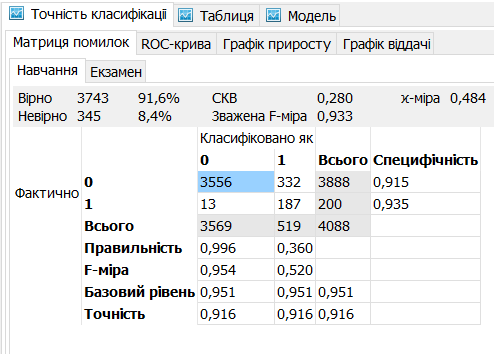 Точність класифікації Таблиця Модель
Матриця помилок ROC-крива Графік приросту Графік віддачі
Навчання Екзамен
Вірно 3743 91,6% СКВ 0,280 х-міра 0,484
Невірно 345 8,4% Зважена F-міра 0,933
Класифіковано як
0 1 Всього Специфічність
Фактично
0 3556 332 3888 0,915
1 13 187 200 0,935
Всього 3569 519 4088
Правильність 0,996 0,360
F-міра 0,954 0,520
Базовий рівень 0,951 0,951 0,951
Точність 0,916 0,916 0,916